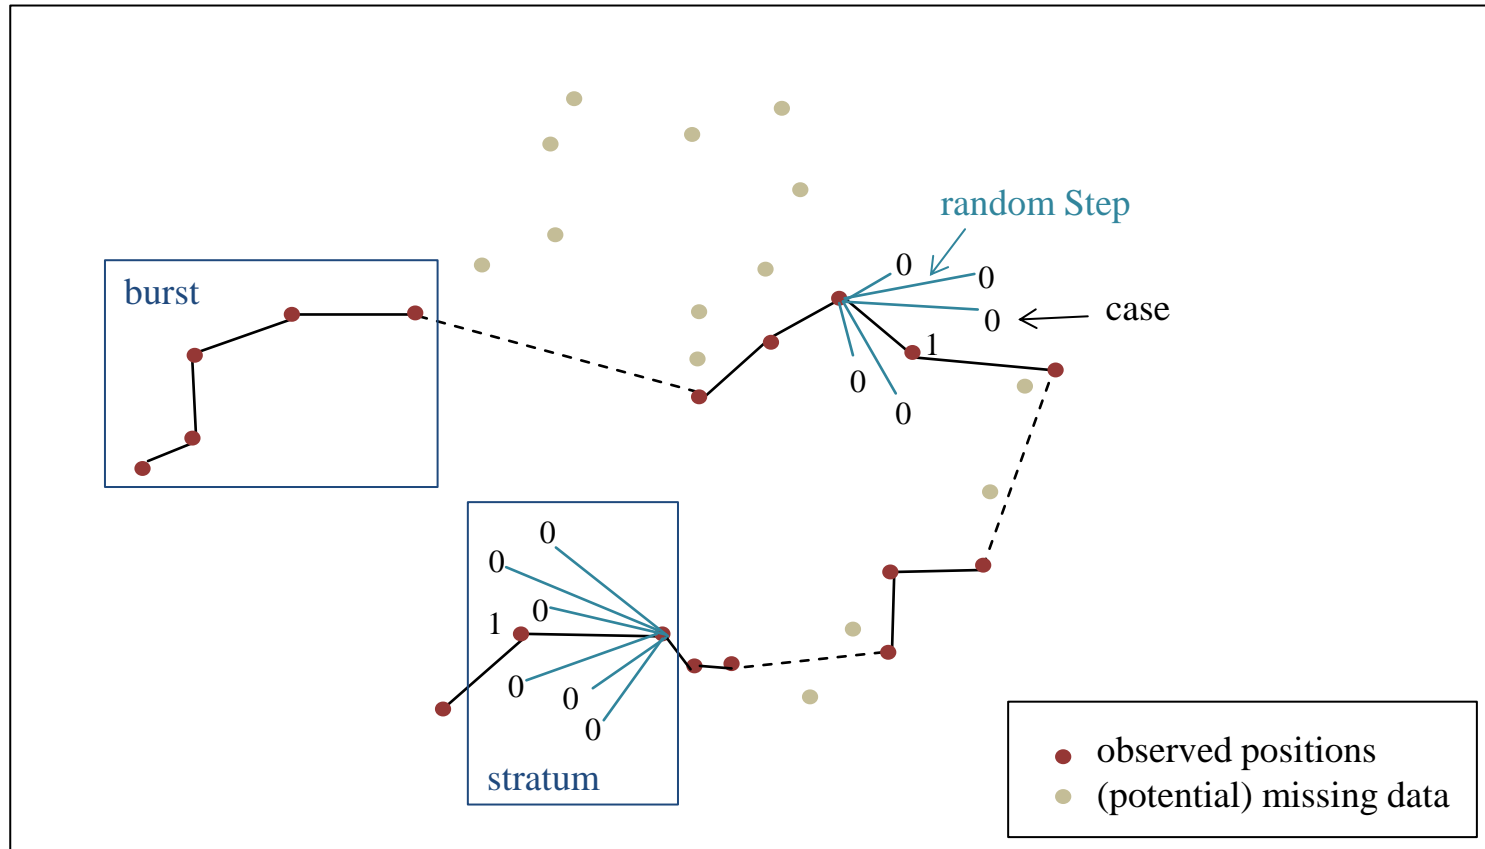 random Step
0
0
burst
0
case
1
0
0
0
0
0
1
0
0
0
stratum
observed positions
(potential) missing data